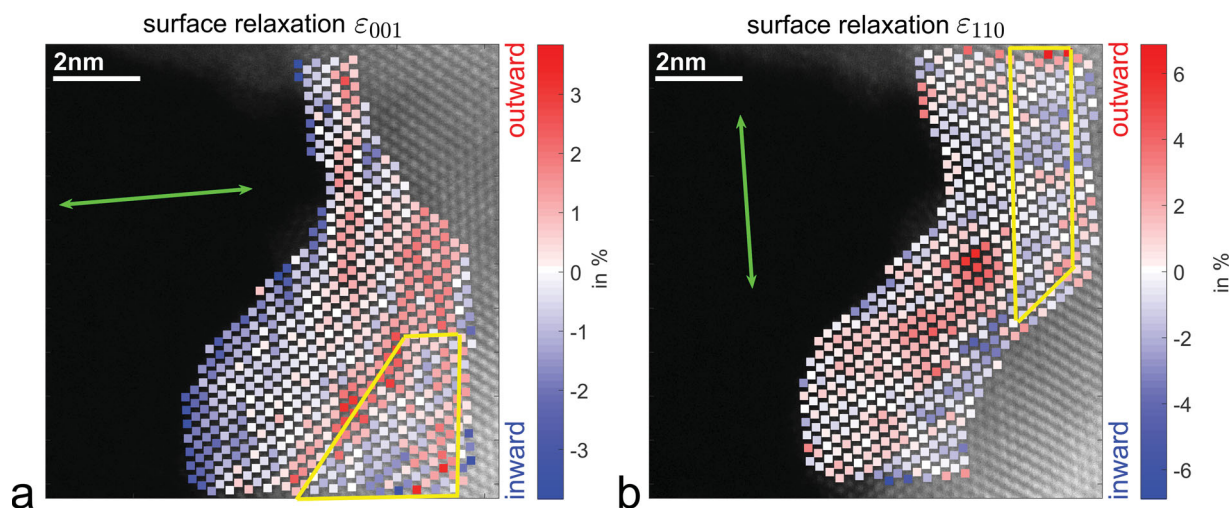 surface relaxation ε001
2nm
outward
3
2
1
0
-1
-2
-3
in %
inward
a
surface relaxation ε110
2nm
outward
6
4
2
0
-2
-4
-6
in %
inward
b